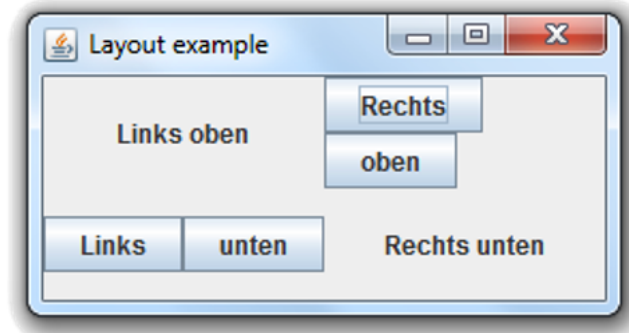 Layout example
Links oben
Rechts
oben
Links unten
Rechts unten